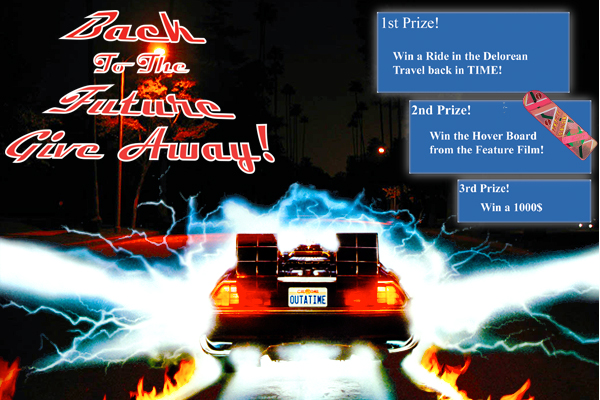 Back
To The
Future
Give Away!
1st Prize!
Win a Ride in the Delorean
Travel back in TIME!
2nd Prize!
Win the Hover Board
from the Feature Film!
3rd Prize!
Win a 1000$
California
OUTATIME